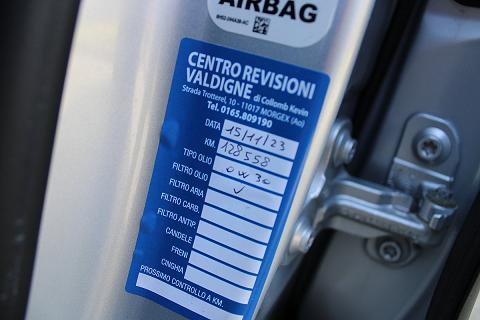 AIRBAG
CENTRO REVISIONI
VALDIGNE di Collomb Kevin
Strada Trotterel, 10 - 11017 MORGEX (Ao)
Tel. 0165.809190
DATA 15/11/23
KM. 128558
TIPO OLIO 0W30
FILTRO OLIO ✓
FILTRO ARIA
FILTRO CARB.
FILTRO ANTIP.
CANDELE
FRENI
CINGHIA
PROSSIMO CONTROLLO A KM.